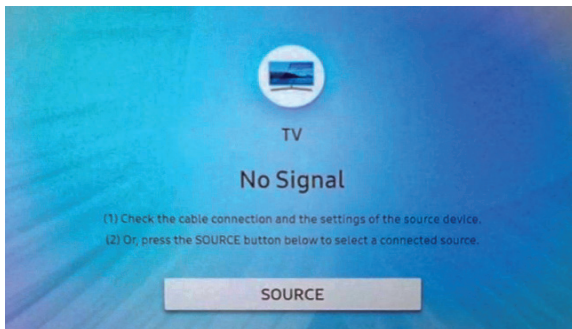 TV
No Signal
(1) Check the cable connection and the settings of the source device.
(2) Or, press the SOURCE button below to select a connected source.
SOURCE